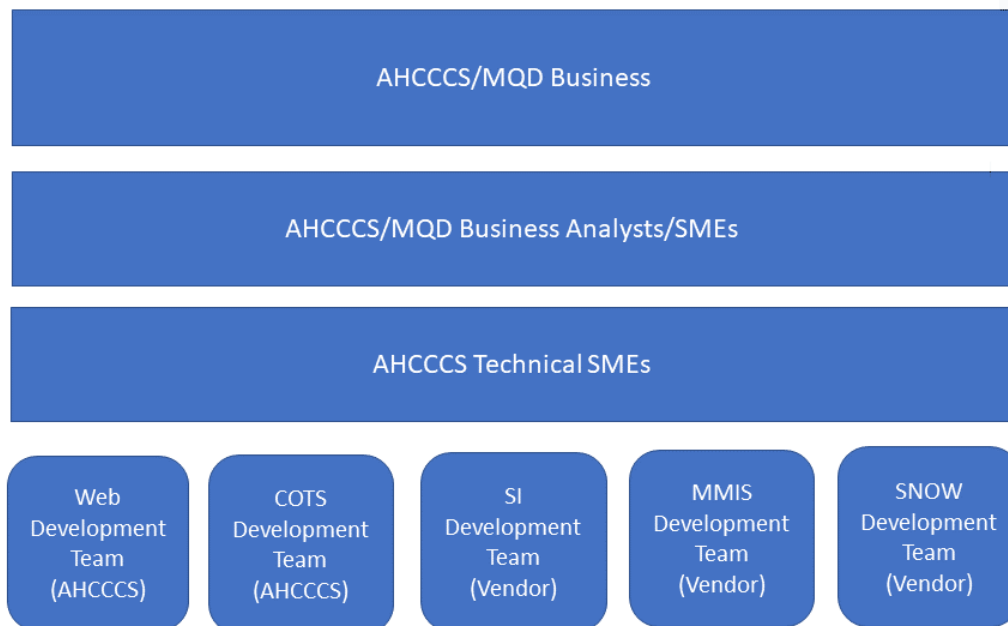 AHCCCS/MQD Business
AHCCCS/MQD Business Analysts/SMEs
AHCCCS Technical SMEs
Web
Development
Team
(AHCCCS)
COTS
Development
Team
(AHCCCS)
SI
Development
Team
(Vendor)
MMIS
Development
Team
(Vendor)
SNOW
Development
Team
(Vendor)